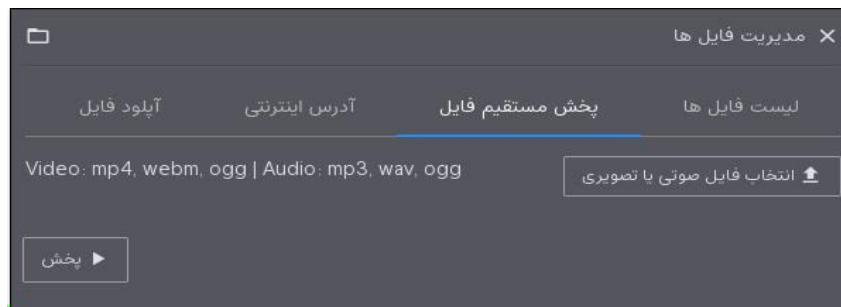 مدیریت فایل ها
لیست فایل ها
پخش مستقیم فایل
آدرس اینترنتی
آپلود فایل
انتخاب فایل صوتی یا تصویری
Video: mp4, webm, ogg | Audio: mp3, wav, ogg
پخش